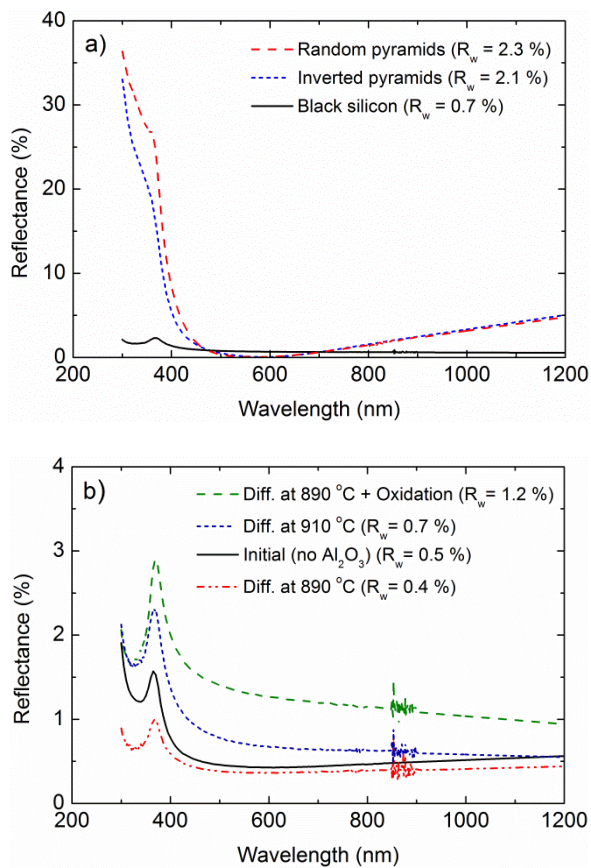 a)
Random pyramids (R_w = 2.3 %)
Inverted pyramids (R_w = 2.1 %)
Black silicon (R_w = 0.7 %)
Reflectance (%)
40
30
20
10
0
200 400 600 800 1000 1200
Wavelength (nm)
b)
Diff. at 890 °C + Oxidation (R_w= 1.2 %)
Diff. at 910 °C (R_w= 0.7 %)
Initial (no Al₂O₃) (R_w = 0.5 %)
Diff. at 890 °C (R_w= 0.4 %)
Reflectance (%)
4
3
2
1
0
200 400 600 800 1000 1200
Wavelength (nm)